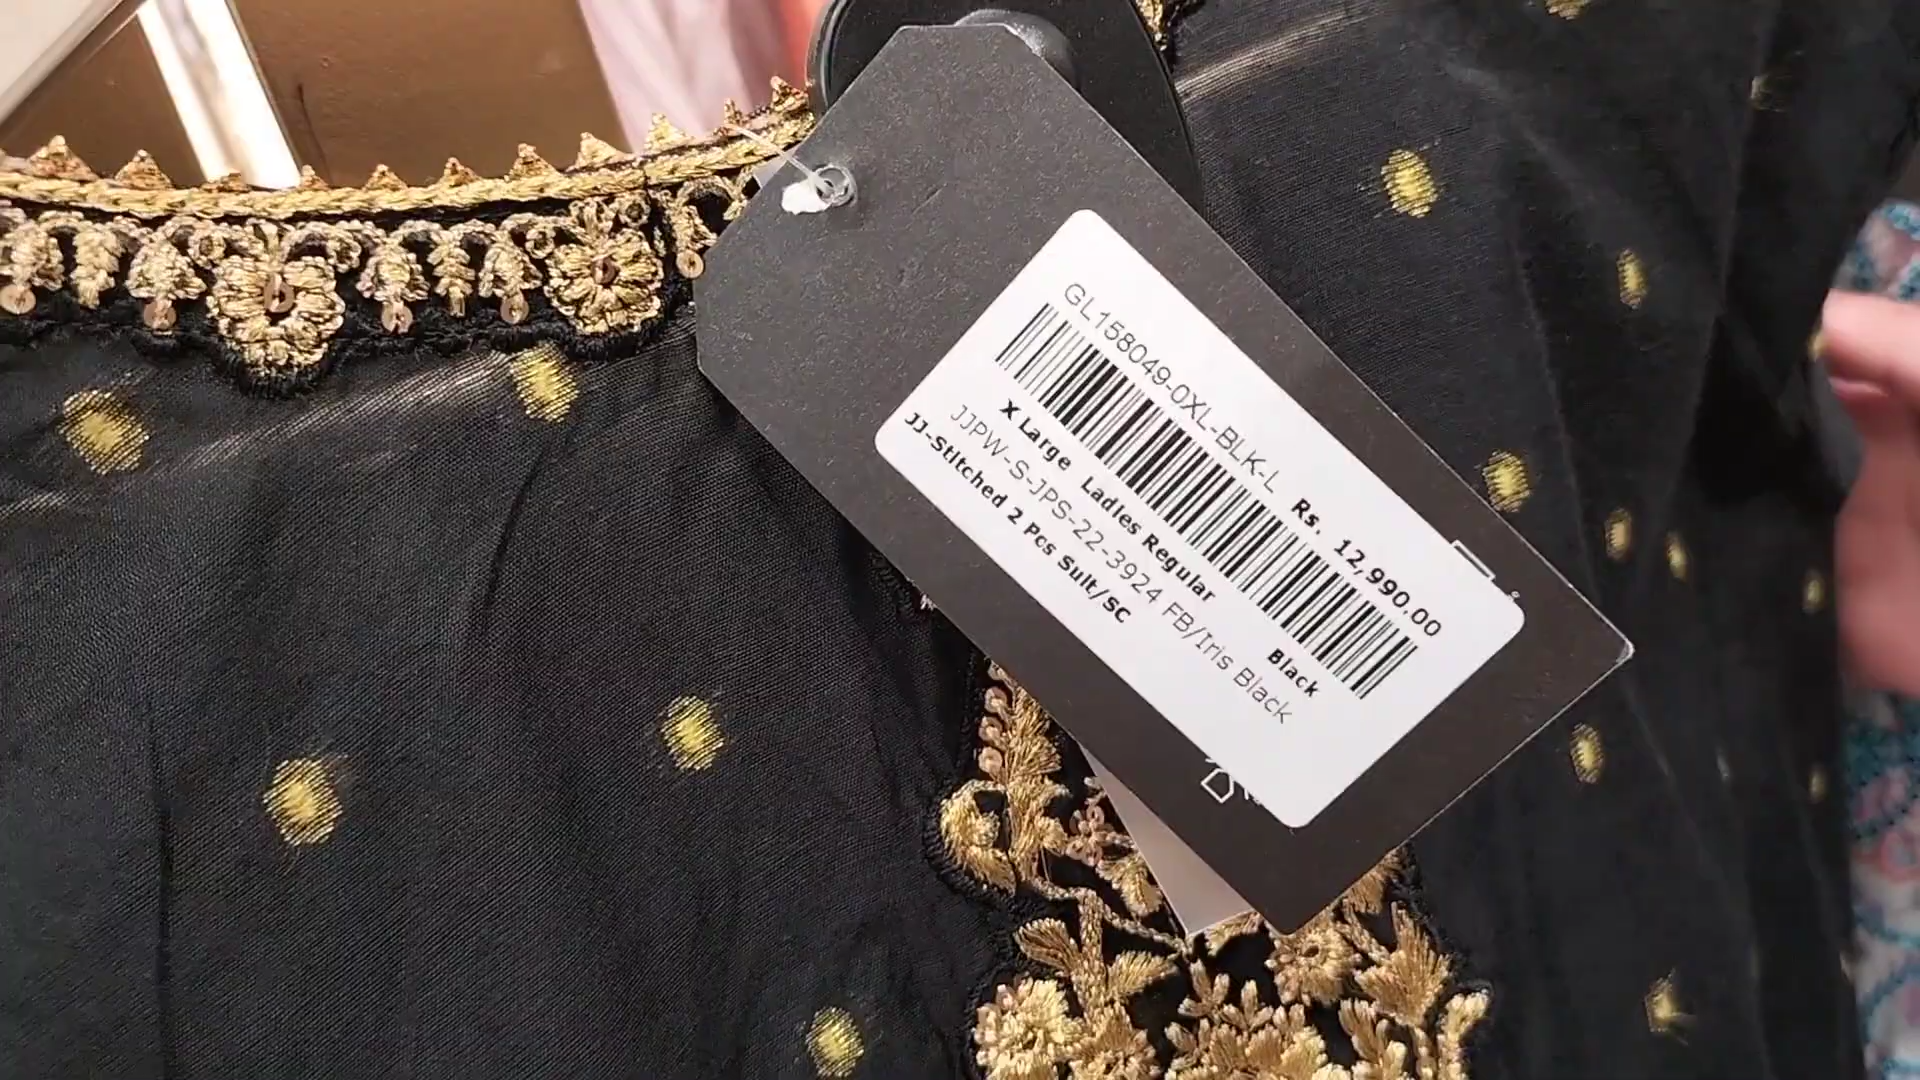 GL158049-0XL-BLK-L
Rs. 12,990.00
X Large Ladies Regular Black
JJPW-S-JPS-22-3924 FB/Iris Black
JJ-Stitched 2 Pcs Suit/SC